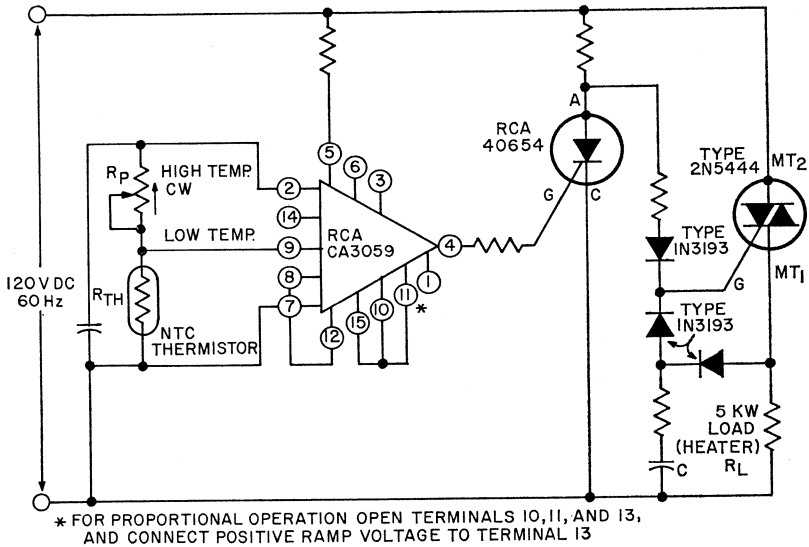 120 V DC
60 Hz
RP
HIGH TEMP.
CW
LOW TEMP.
RTH
NTC
THERMISTOR
5
6
3
2
14
9
8
7
12
15
10
11
*
1
4
RCA
CA3059
RCA
40654
A
G
C
TYPE
2N5444
MT2
MT1
G
TYPE
1N3193
TYPE
1N3193
5 KW
LOAD
(HEATER)
RL
C
* FOR PROPORTIONAL OPERATION OPEN TERMINALS 10,11, AND 13,
AND CONNECT POSITIVE RAMP VOLTAGE TO TERMINAL 13